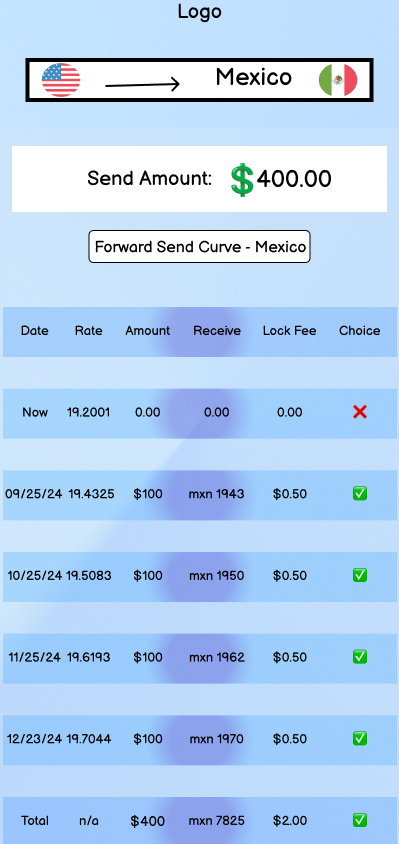 Logo
Mexico
Send Amount: 💲400.00
Forward Send Curve - Mexico
Date Rate Amount Receive Lock Fee Choice
Now 19.2001 0.00 0.00 0.00 ❌
09/25/24 19.4325 $100 mxn 1943 $0.50 ✅
10/25/24 19.5083 $100 mxn 1950 $0.50 ✅
11/25/24 19.6193 $100 mxn 1962 $0.50 ✅
12/23/24 19.7044 $100 mxn 1970 $0.50 ✅
Total n/a $400 mxn 7825 $2.00 ✅